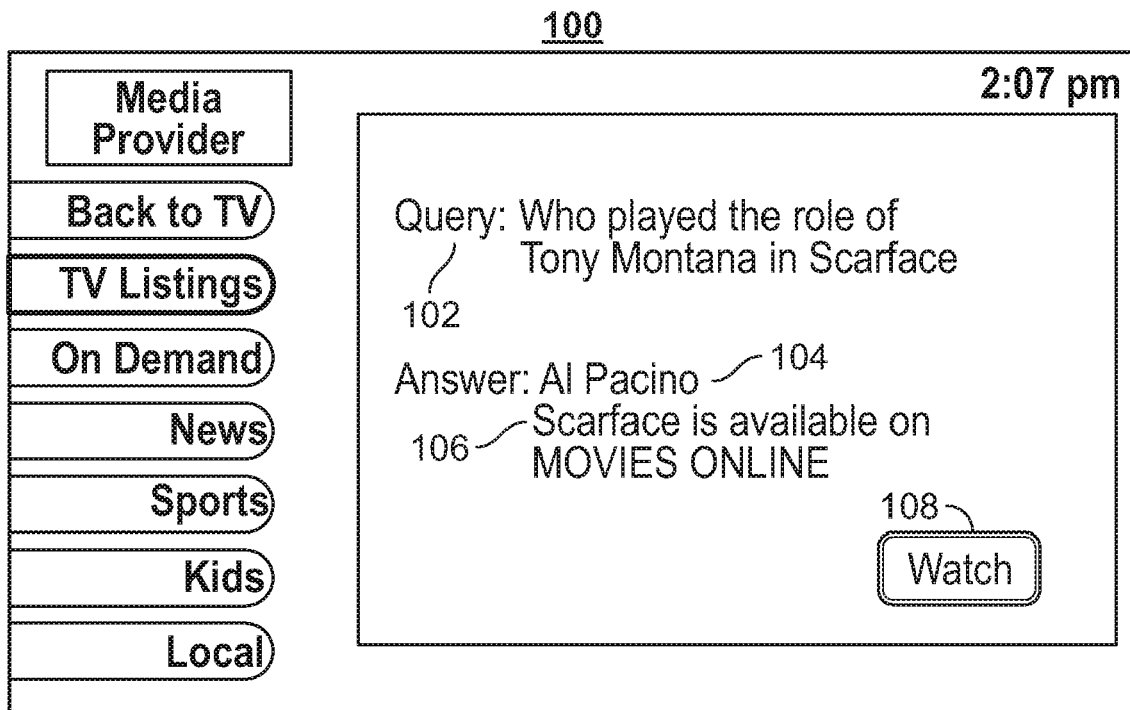 100
Media
Provider
2:07 pm
Back to TV
TV Listings
On Demand
News
Sports
Kids
Local
Query: Who played the role of
Tony Montana in Scarface
102
Answer: Al Pacino 104
106 Scarface is available on
MOVIES ONLINE
108
Watch